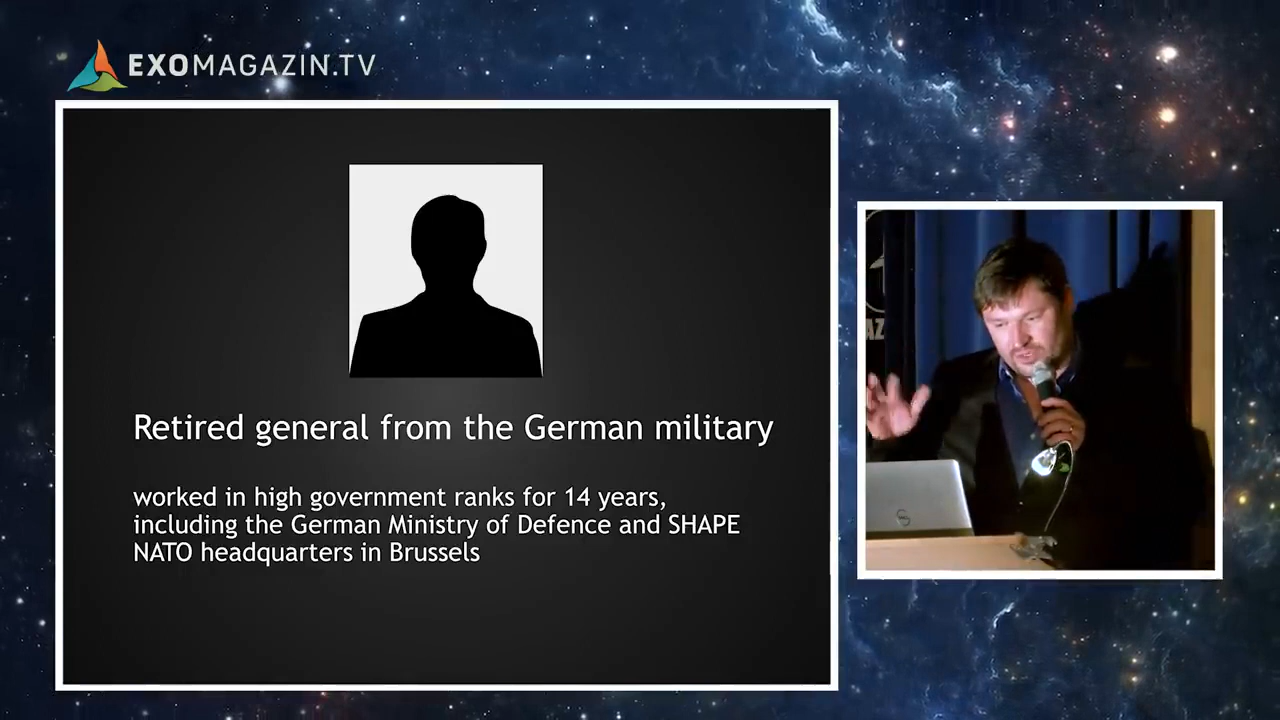 EXOMAGAZIN.TV
Retired general from the German military
worked in high government ranks for 14 years,
including the German Ministry of Defence and SHAPE
NATO headquarters in Brussels
AZ